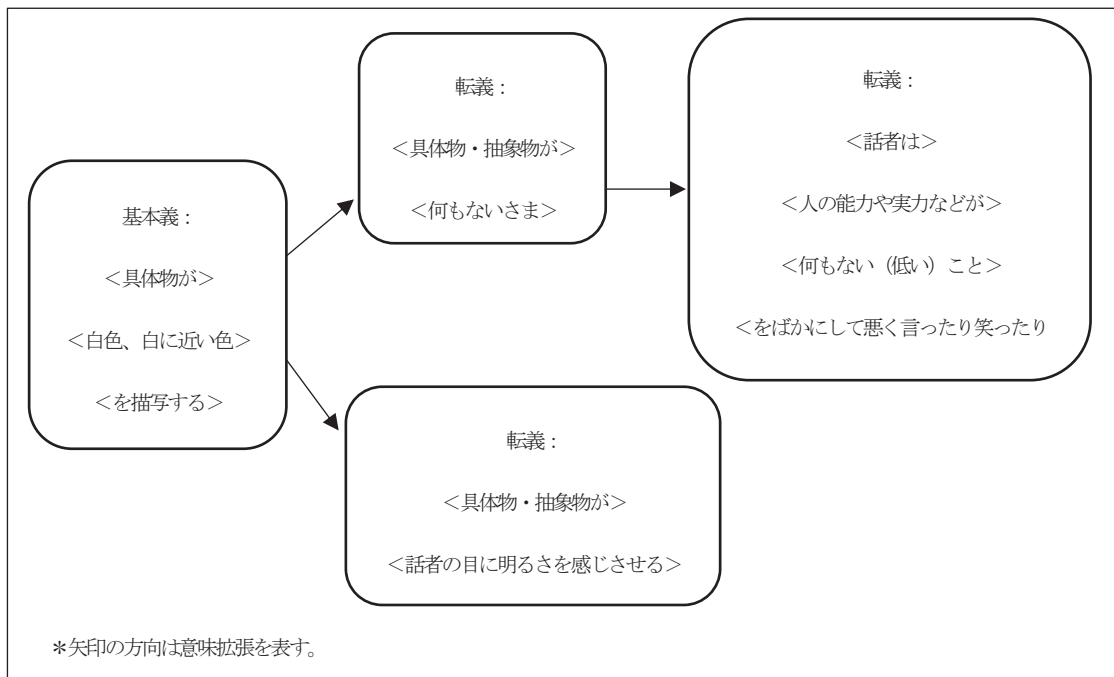 基本義：
＜具体物が＞
＜白色、白に近い色＞
＜を描写する＞
転義：
＜具体物・抽象物が＞
＜何もないさま＞
転義：
＜話者は＞
＜人の能力や実力などが＞
＜何もない（低い）こと＞
＜をばかにして悪く言ったり笑ったり
転義：
＜具体物・抽象物が＞
＜話者の目に明るさを感じさせる＞
＊矢印の方向は意味拡張を表す。